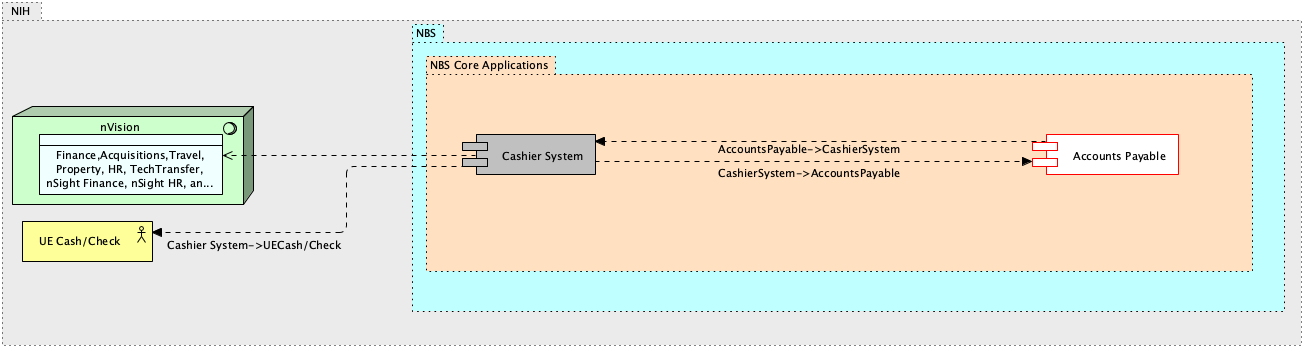 NIH
NBS
NBS Core Applications
nVision
Finance,Acquisitions,Travel,
Property, HR, TechTransfer,
nSight Finance, nSight HR, an...
Cashier System
AccountsPayable->CashierSystem
CashierSystem->AccountsPayable
Accounts Payable
UE Cash/Check
Cashier System->UECash/Check